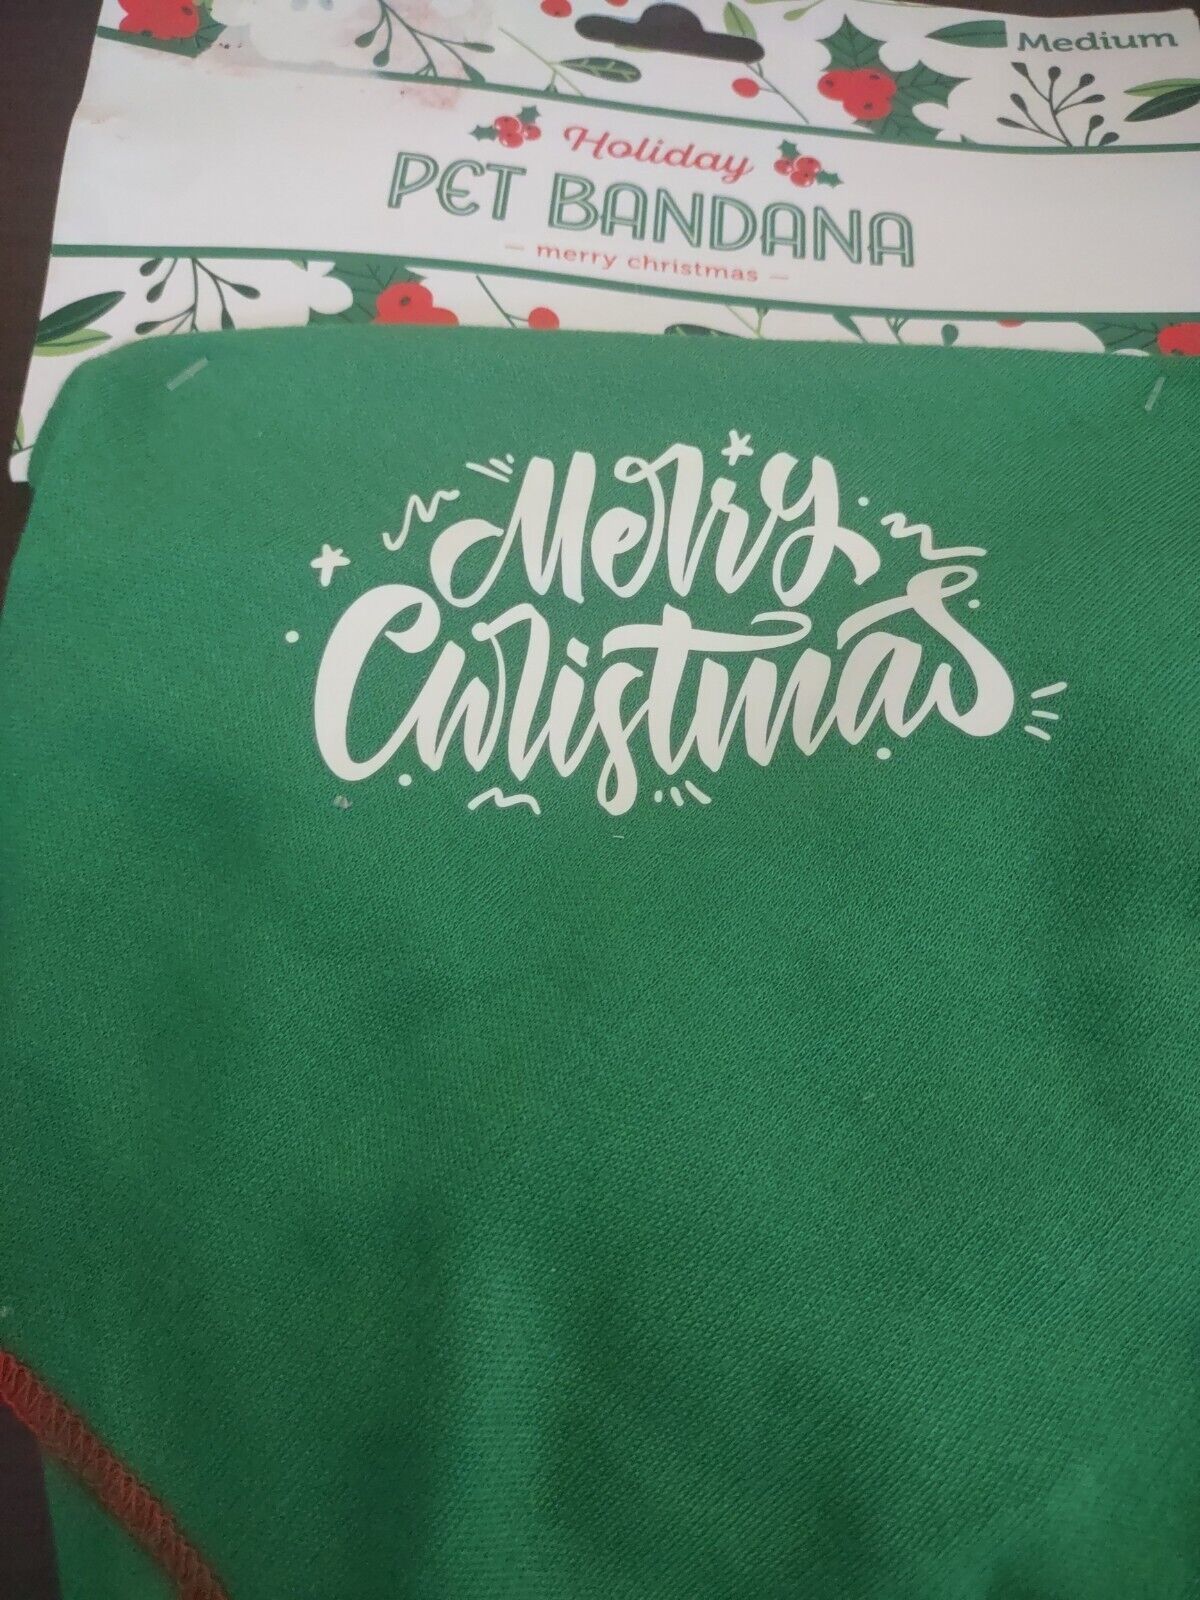 Medium
Holiday
PET BANDANA
— merry christmas —
Merry
Christmas